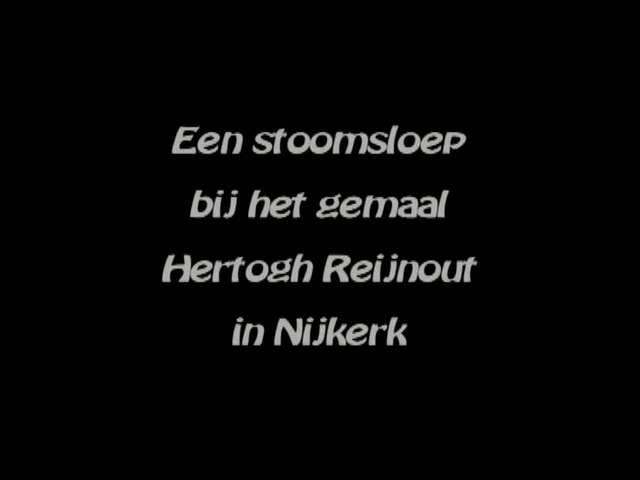 Een stoomsloep
bij het gemaal
Hertogh Reijnout
in Nijkerk